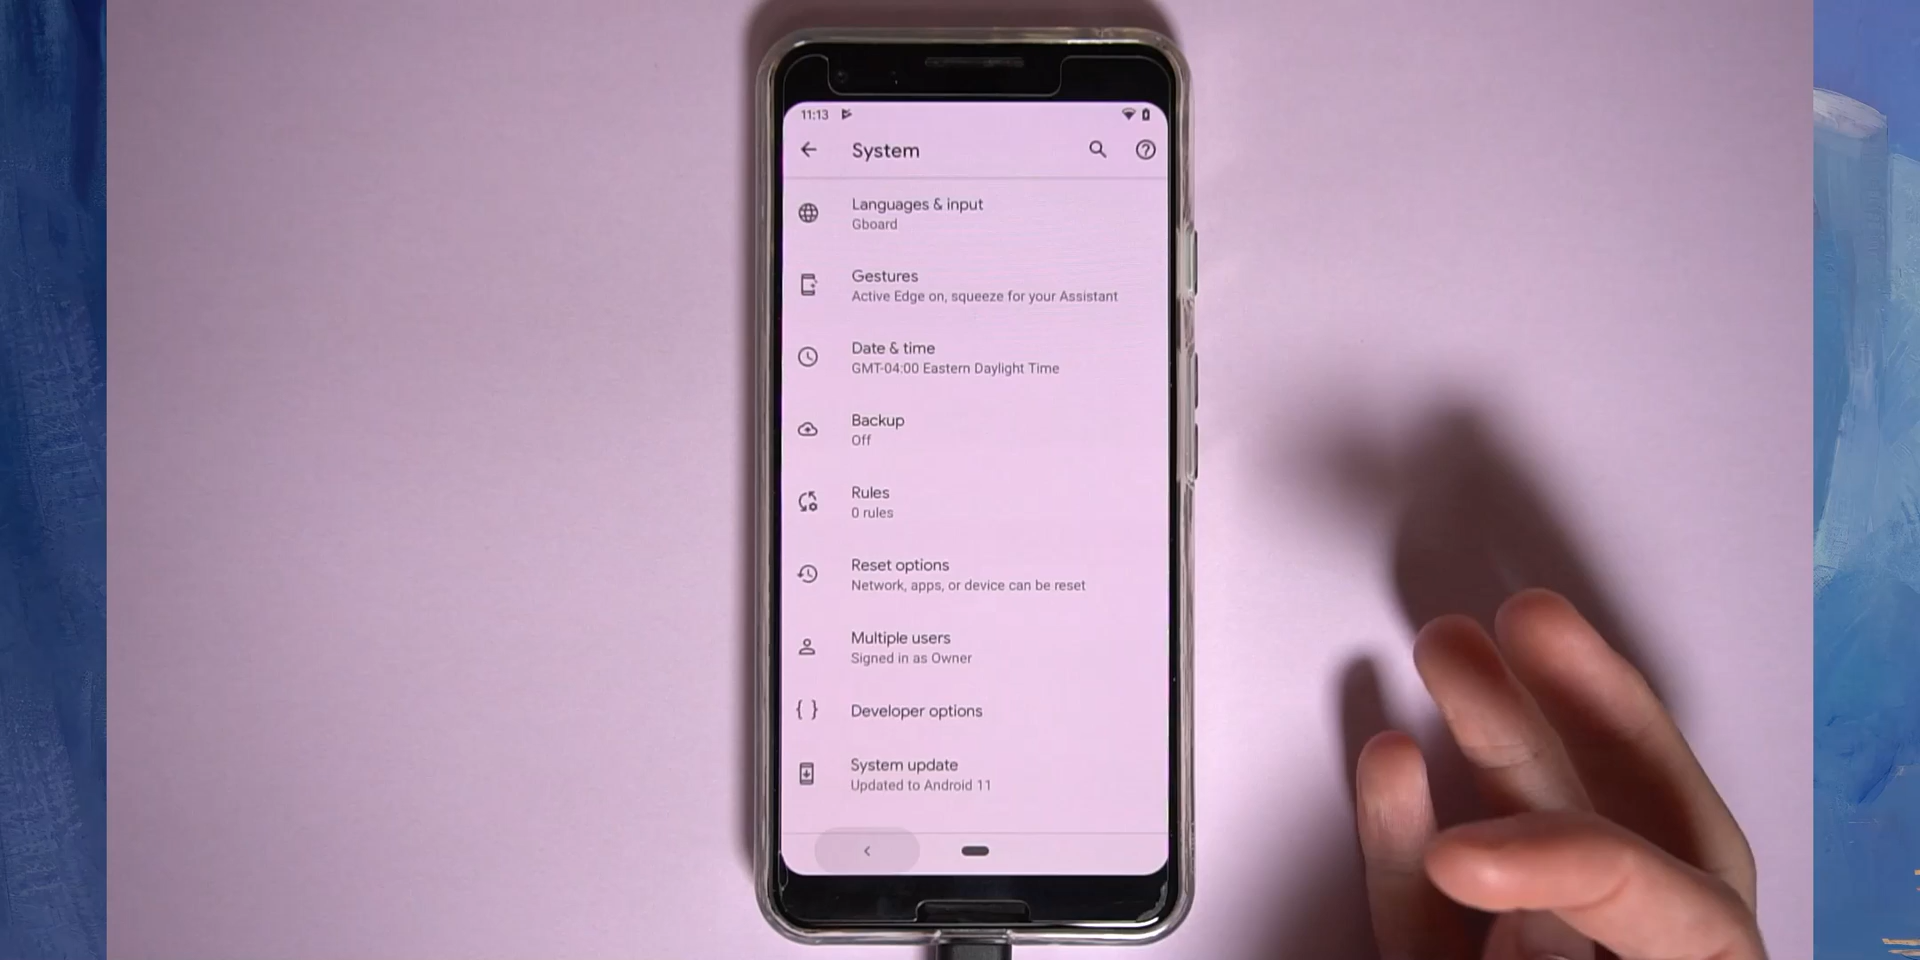 11:13
System
Languages & input
Gboard
Gestures
Active Edge on, squeeze for your Assistant
Date & time
GMT-04:00 Eastern Daylight Time
Backup
Off
Rules
0 rules
Reset options
Network, apps, or device can be reset
Multiple users
Signed in as Owner
Developer options
System update
Updated to Android 11